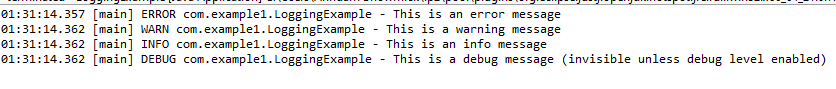 01:31:14.357 [main] ERROR com.example1.LoggingExample - This is an error message
01:31:14.362 [main] WARN com.example1.LoggingExample - This is a warning message
01:31:14.362 [main] INFO com.example1.LoggingExample - This is an info message
01:31:14.362 [main] DEBUG com.example1.LoggingExample - This is a debug message (invisible unless debug level enabled)